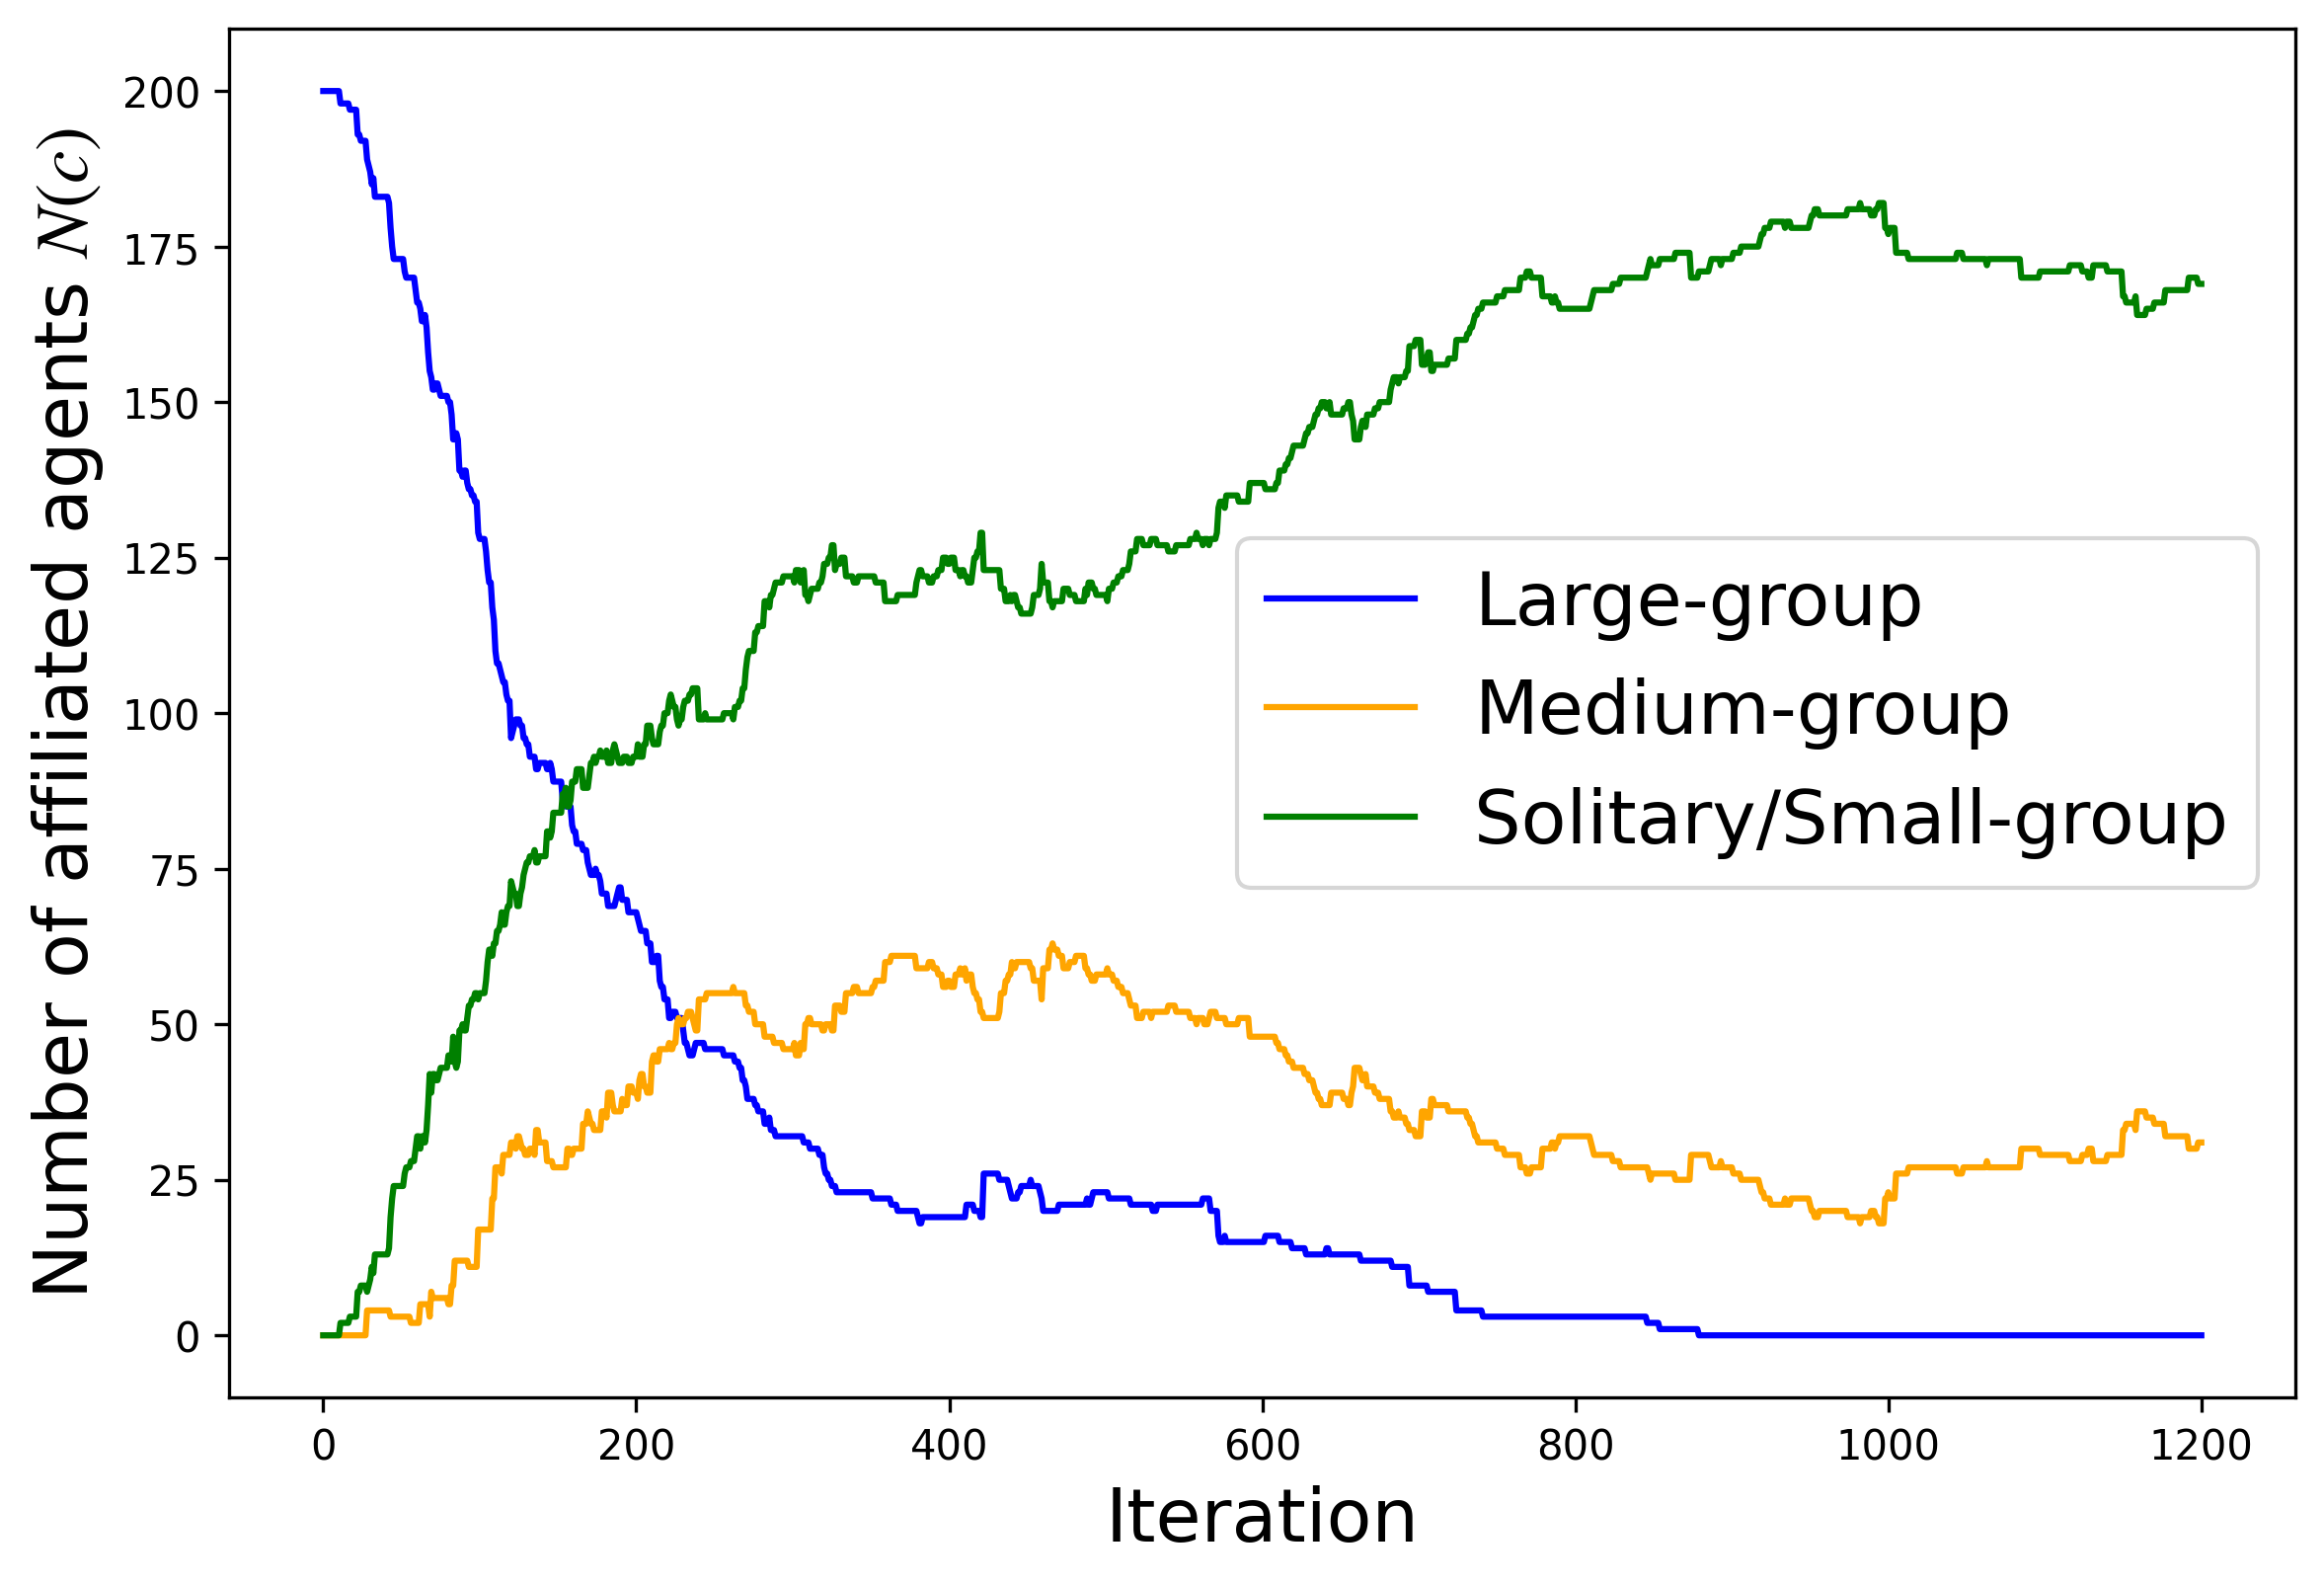 Number of affiliated agents N(c)
200
175
150
125
100
75
50
25
0
Large-group
Medium-group
Solitary/Small-group
0 200 400 600 800 1000 1200
Iteration